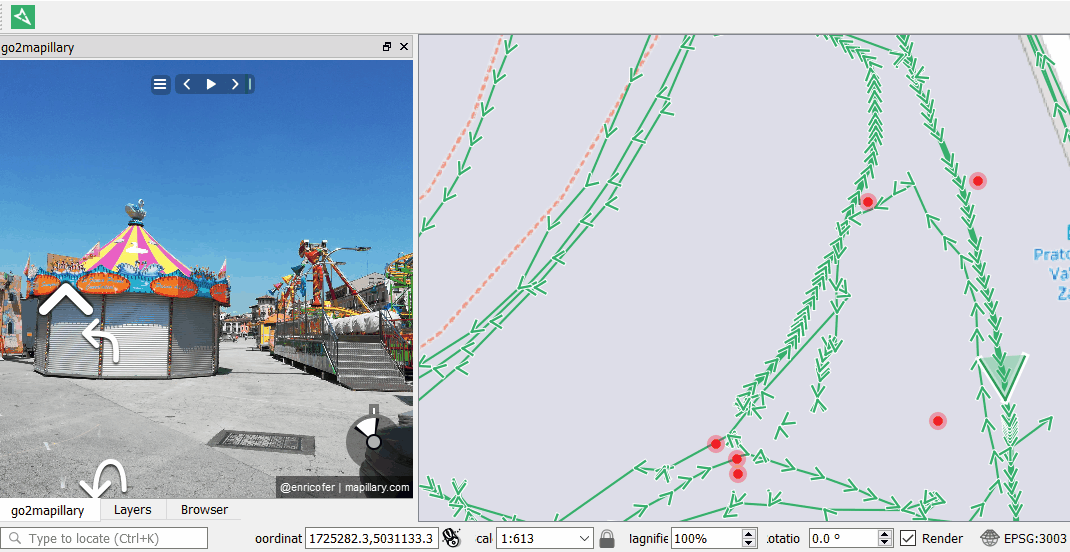 go2mapillary
Prato
Va
Za
@enricofer | mapillary.com
go2mapillary Layers Browser
Type to locate (Ctrl+K) oordinat 1725282.3,5031133.3 cal 1:613 lagnifie 100% otatio 0.0 ° Render EPSG:3003